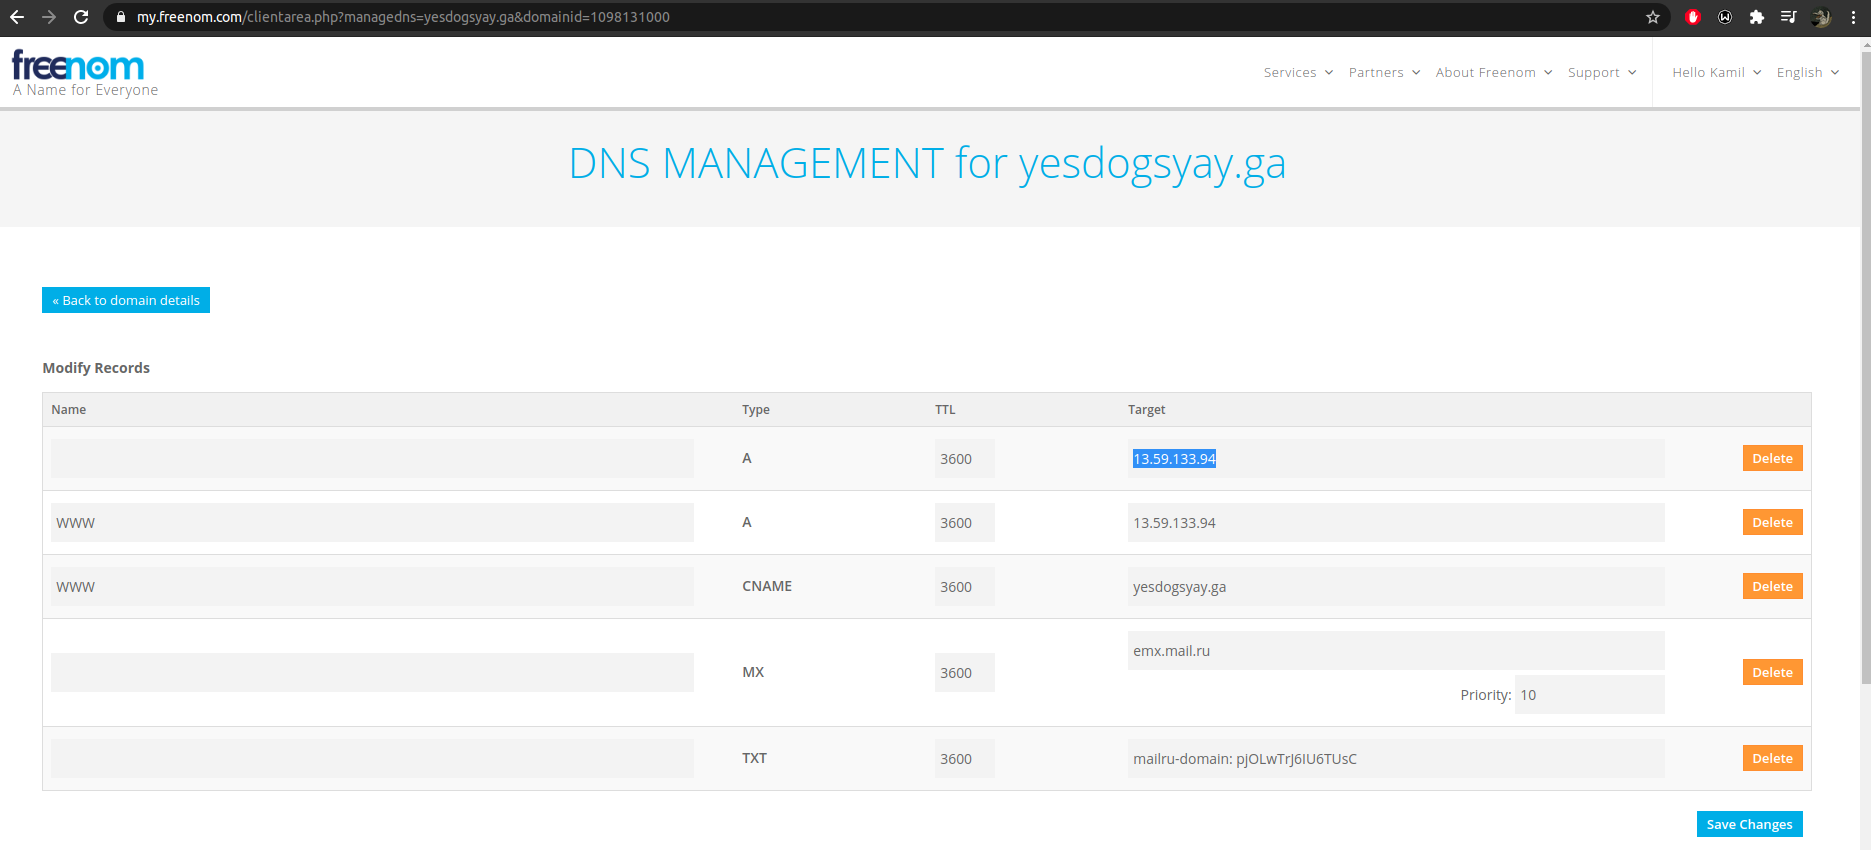 my.freenom.com/clientarea.php?managedns=yesdogsyay.ga&domainid=1098131000
freenom
A Name for Everyone
Services Partners About Freenom Support Hello Kamil English
DNS MANAGEMENT for yesdogsyay.ga
« Back to domain details
Modify Records
Name Type TTL Target
A 3600 13.59.133.94 Delete
WWW A 3600 13.59.133.94 Delete
WWW CNAME 3600 yesdogsyay.ga Delete
MX 3600 emx.mail.ru Delete
Priority: 10
TXT 3600 mailru-domain: pjOLwTrJ6IU6TUsC Delete
Save Changes